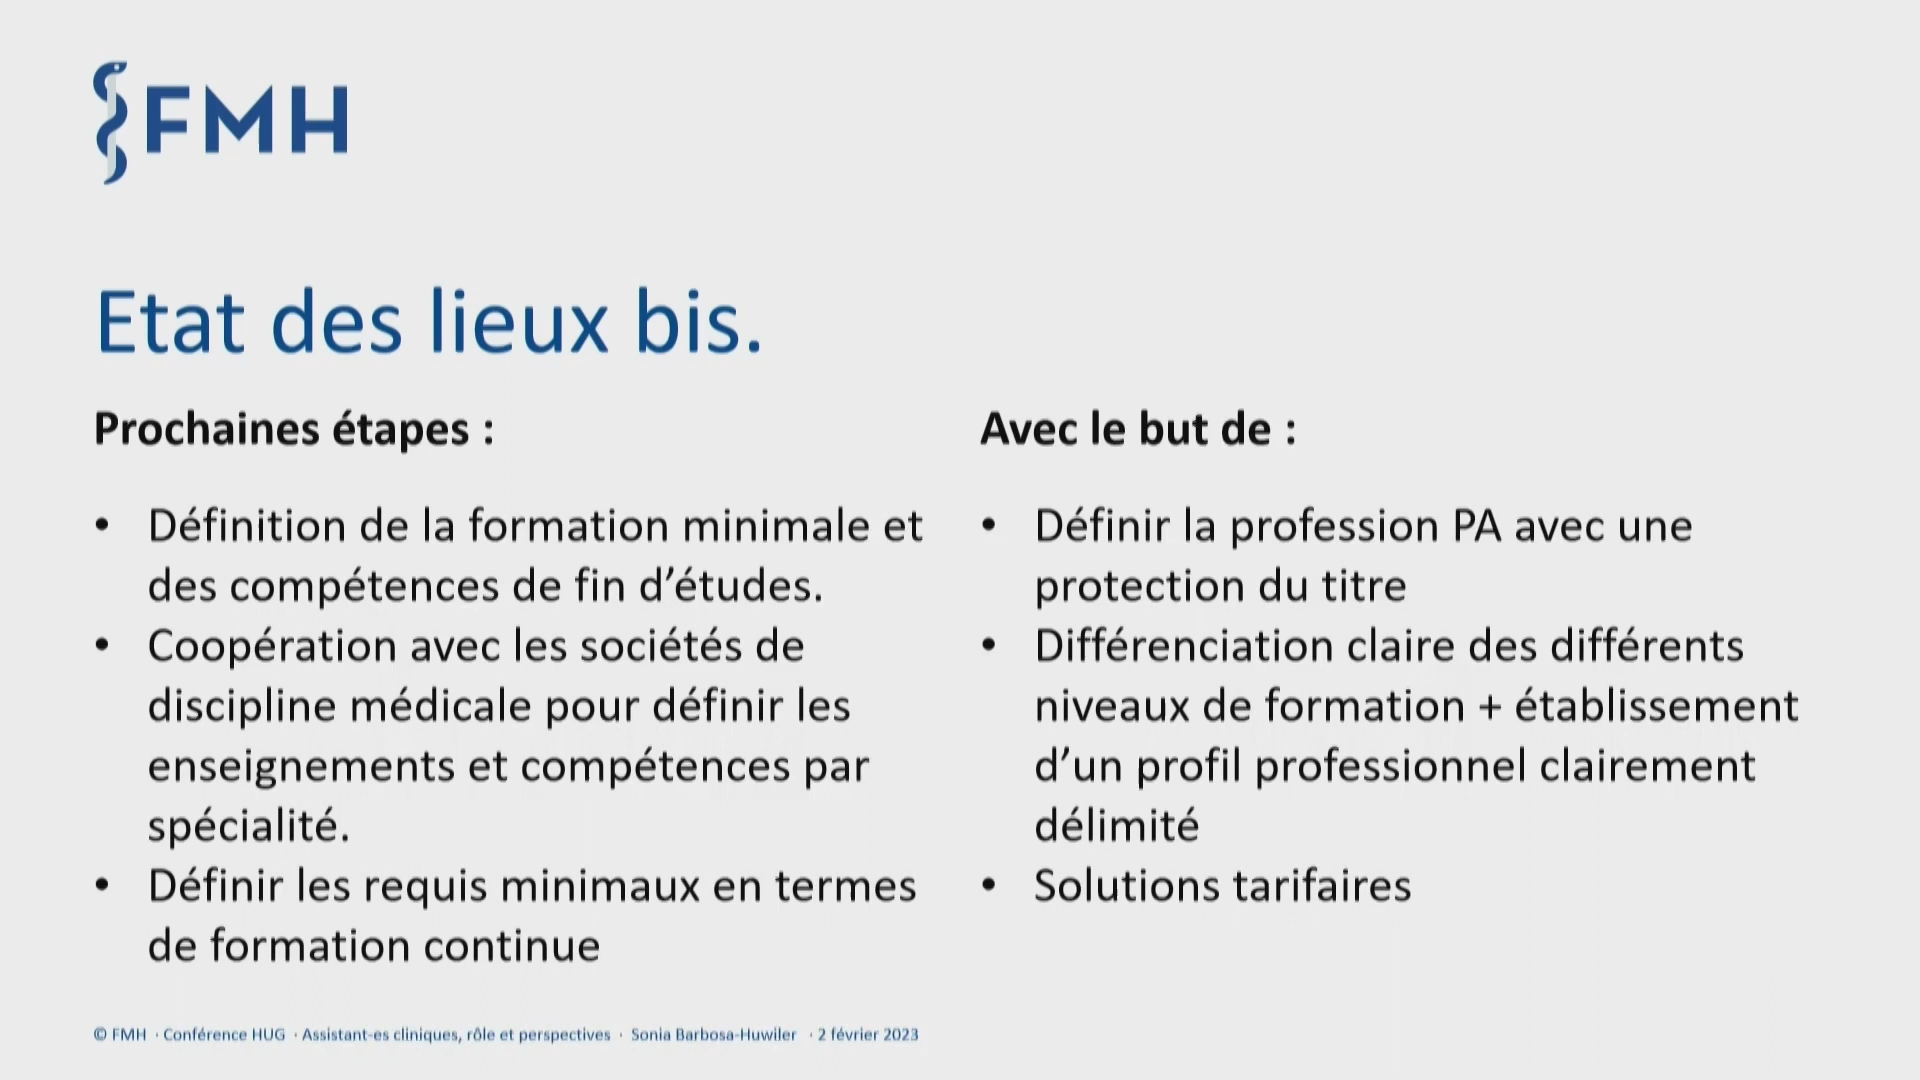 FMH
Etat des lieux bis.
Prochaines étapes :
• Définition de la formation minimale et
des compétences de fin d’études.
• Coopération avec les sociétés de
discipline médicale pour définir les
enseignements et compétences par
spécialité.
• Définir les requis minimaux en termes
de formation continue
Avec le but de :
• Définir la profession PA avec une
protection du titre
• Différenciation claire des différents
niveaux de formation + établissement
d’un profil professionnel clairement
délimité
• Solutions tarifaires
© FMH · Conférence HUG · Assistant-es cliniques, rôle et perspectives · Sonia Barbosa-Huwiler · 2 février 2023